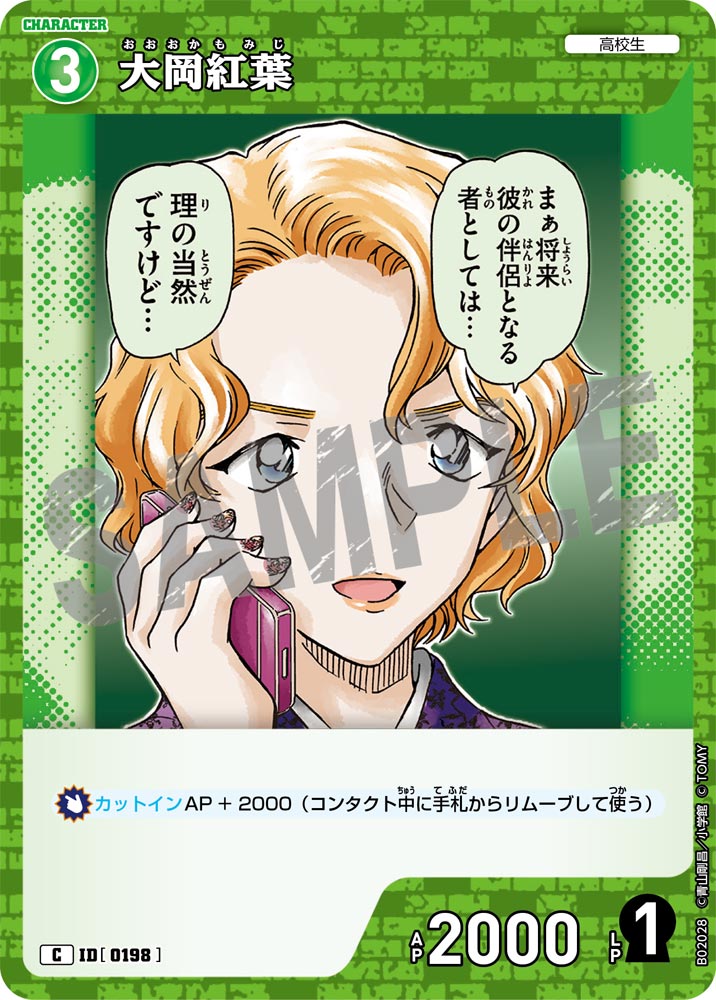 CHARACTER
3
おおおかもみじ
大岡紅葉
高校生
まぁ将来
しょうらい
彼の伴侶となる
かれ はんりょ
者としては…
もの
理の当然
り とうぜん
ですけど…
SAMPLE
カットインAP + 2000（コンタクト中に手札からリムーブして使う）
ちゅう てふだ つか
C ID[ 0198 ]
AP 2000
LP 1
B02028 ©青山剛昌／小学館 © TOMY